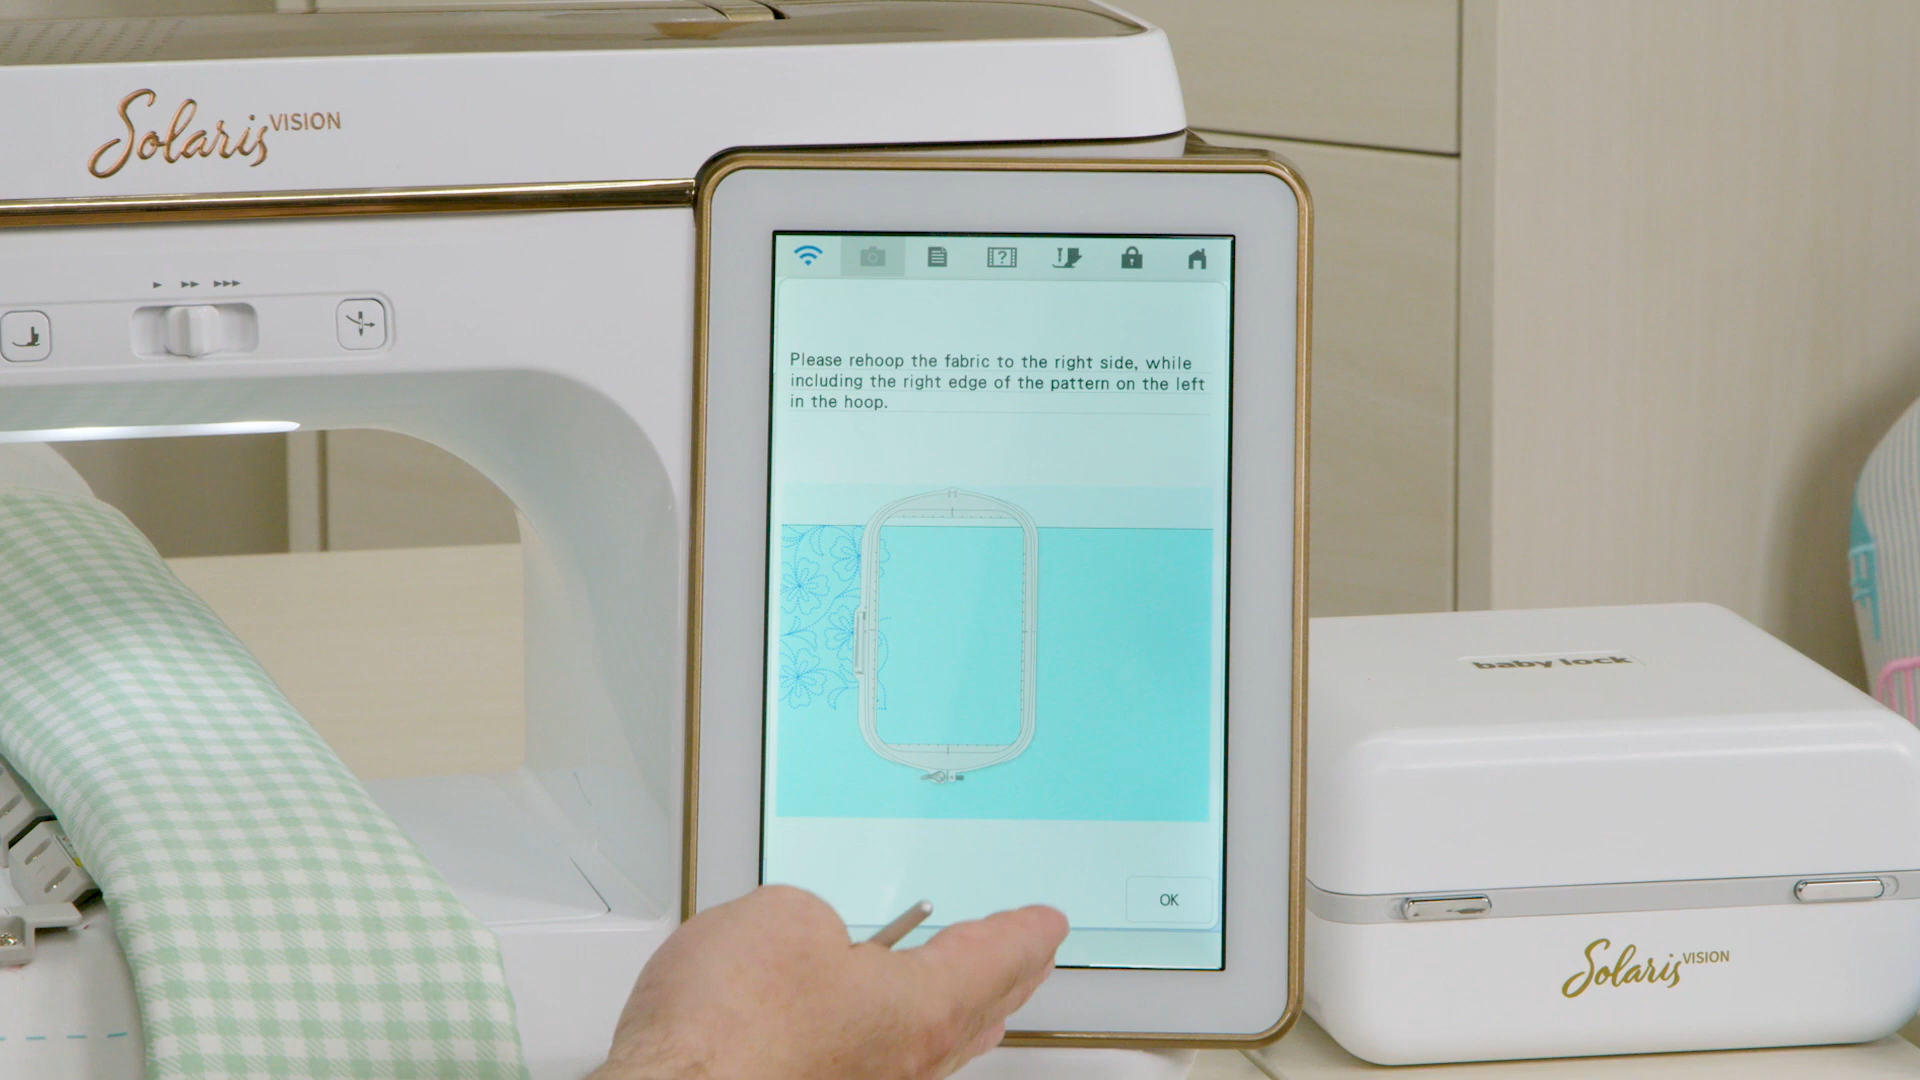 Solaris VISION
Please rehoop the fabric to the right side, while
including the right edge of the pattern on the left
in the hoop.
OK
baby lock
Solaris VISION